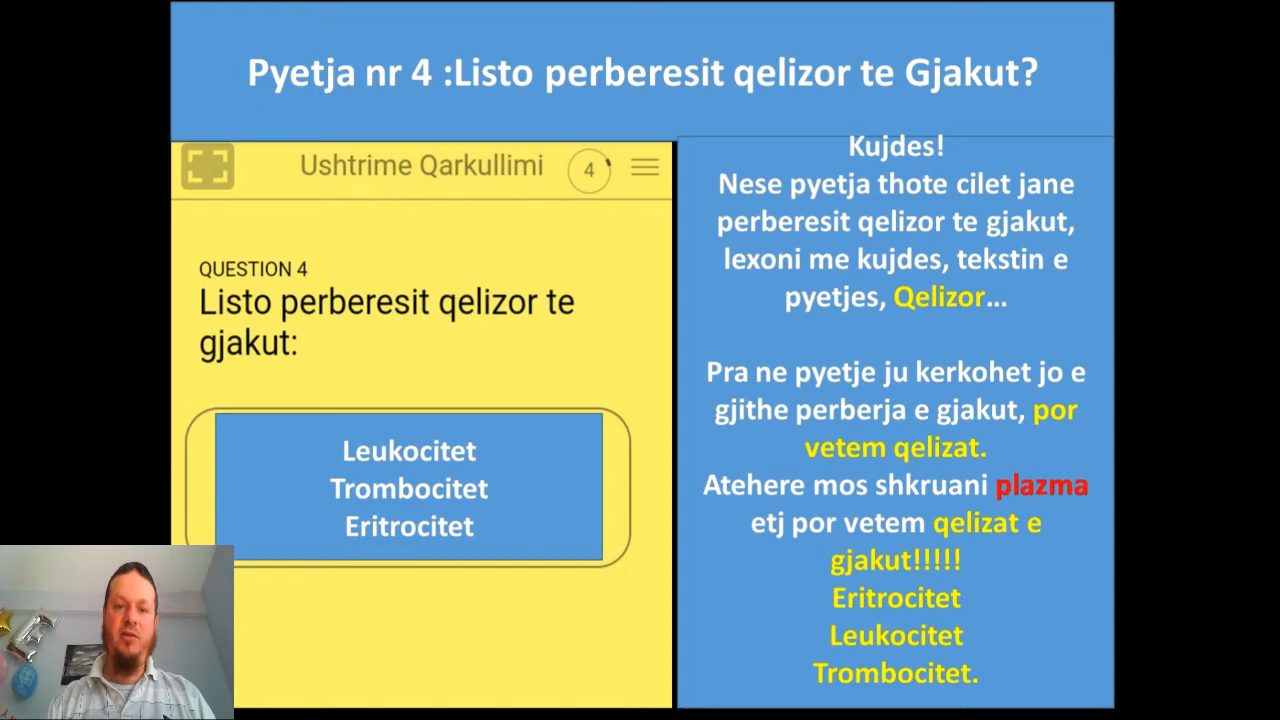 Pyetja nr 4 :Listo perberesit qelizor te Gjakut?
Ushtrime Qarkullimi
4
QUESTION 4
Listo perberesit qelizor te
gjakut:
Leukocitet
Trombocitet
Eritrocitet
Kujdes!
Nese pyetja thote cilet jane
perberesit qelizor te gjakut,
lexoni me kujdes, tekstin e
pyetjes, Qelizor...
Pra ne pyetje ju kerkohet jo e
gjithe perberja e gjakut, por
vetem qelizat.
Atehere mos shkruani plazma
etj por vetem qelizat e
gjakut!!!!!
Eritrocitet
Leukocitet
Trombocitet.